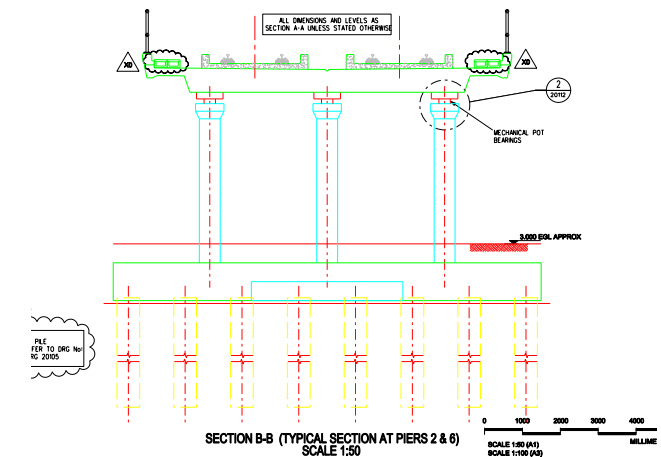 ALL DIMENSIONS AND LEVELS AS
SECTION A-A UNLESS STATED OTHERWISE
XD
XD
2
20112
MECHANICAL POT
BEARINGS
3.000 EGL APPROX
PILE
FER TO DRG No
RG 20105
SECTION B-B (TYPICAL SECTION AT PIERS 2 & 6)
SCALE 1:50
0 1000 2000 3000 4000
SCALE 1:50 (A1)
MILLIME
SCALE 1:100 (A3)